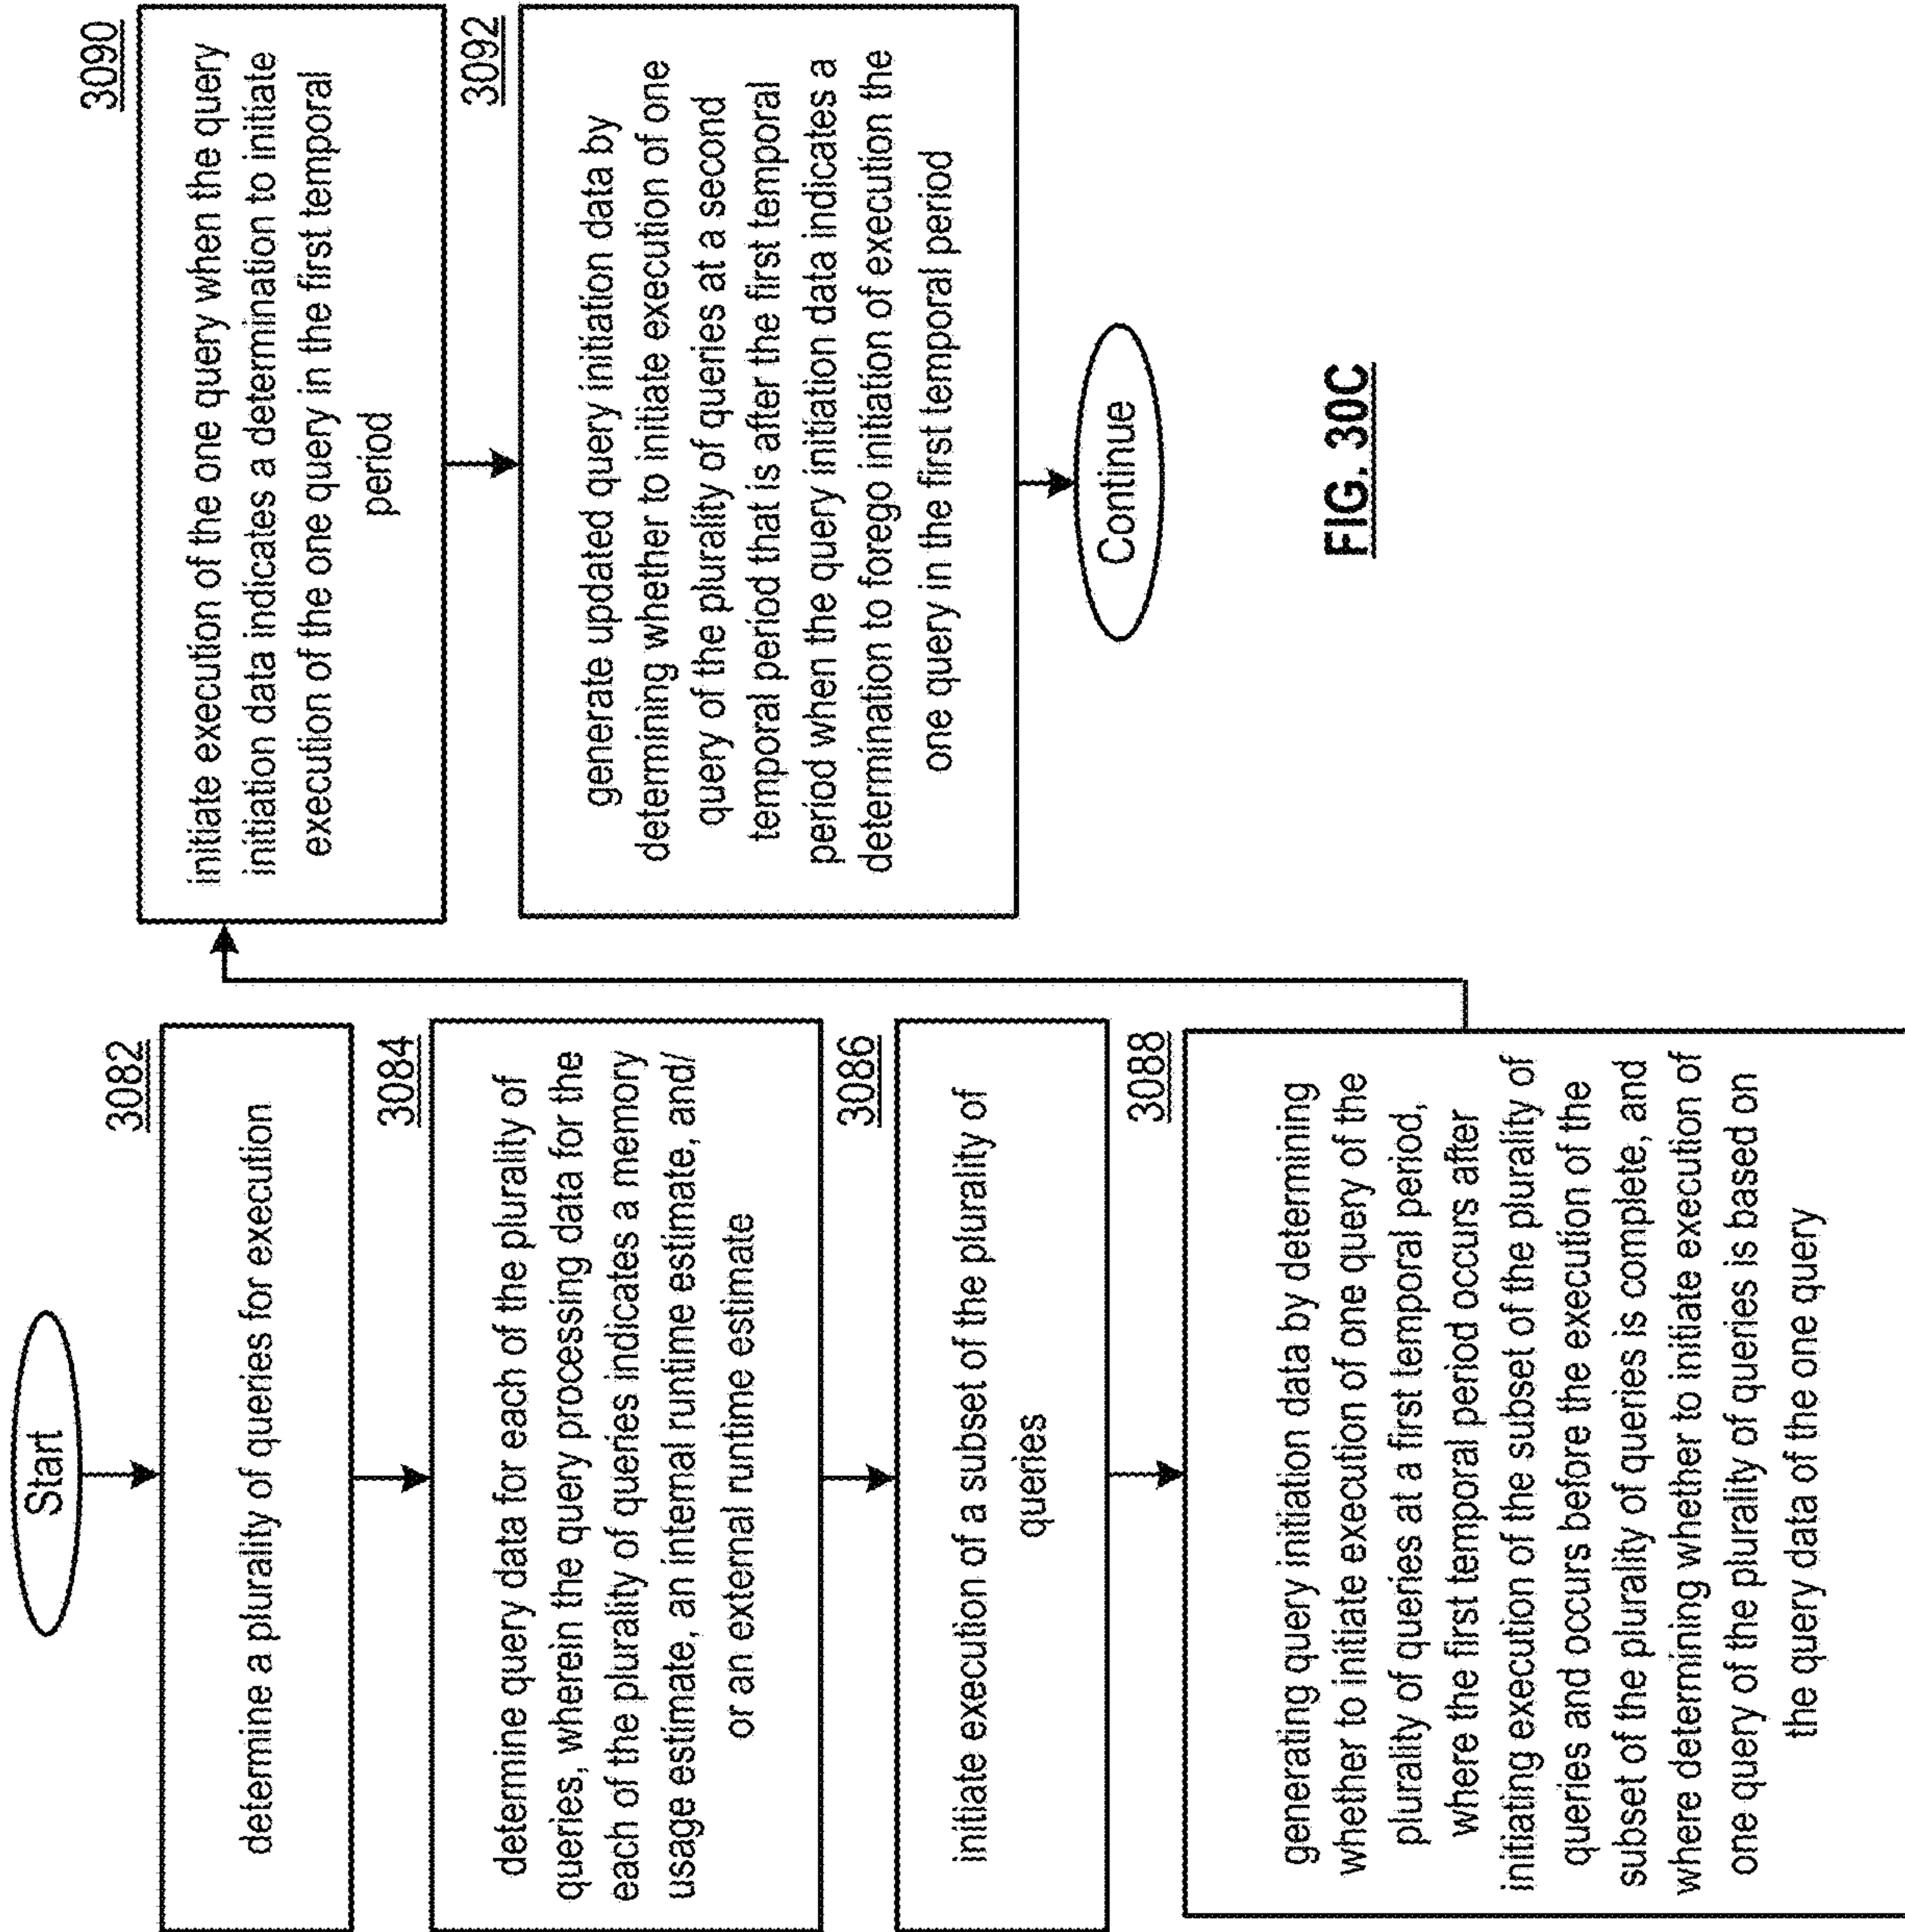 Start
3082
determine a plurality of queries for execution
3084
determine query data for each of the plurality of
queries, wherein the query processing data for the
each of the plurality of queries indicates a memory
usage estimate, an internal runtime estimate, and/
or an external runtime estimate
3086
initiate execution of a subset of the plurality of
queries
3088
generating query initiation data by determining
whether to initiate execution of one query of the
plurality of queries at a first temporal period,
where the first temporal period occurs after
initiating execution of the subset of the plurality of
queries and occurs before the execution of the
subset of the plurality of queries is complete, and
where determining whether to initiate execution of
one query of the plurality of queries is based on
the query data of the one query
3090
initiate execution of the one query when the query
initiation data indicates a determination to initiate
execution of the one query in the first temporal
period
3092
generate updated query initiation data by
determining whether to initiate execution of one
query of the plurality of queries at a second
temporal period that is after the first temporal
period when the query initiation data indicates a
determination to forego initiation of execution the
one query in the first temporal period
Continue
FIG. 30C